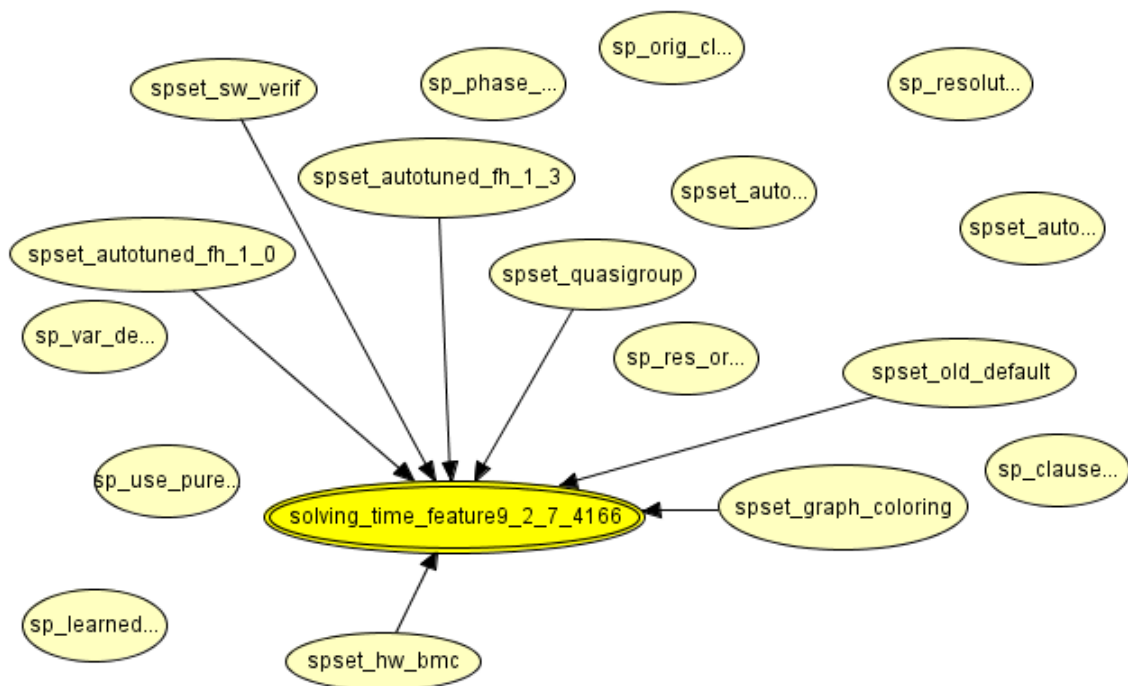 sp_orig_cl...
spset_sw_verif
sp_phase_...
sp_resolut...
spset_autotuned_fh_1_3
spset_auto...
spset_auto...
spset_autotuned_fh_1_0
spset_quasigroup
sp_var_de...
sp_res_or...
spset_old_default
sp_use_pure...
sp_clause...
solving_time_feature9_2_7_4166
spset_graph_coloring
sp_learned...
spset_hw_bmc